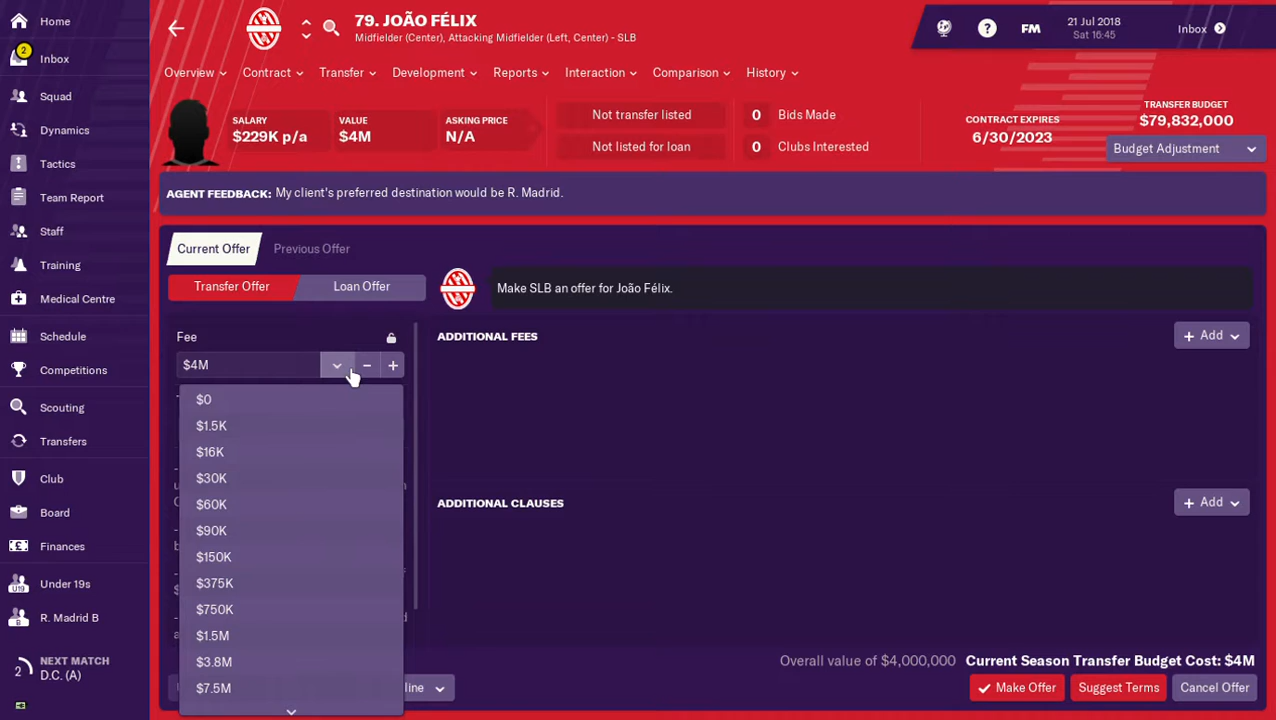 Home
2
Inbox
Squad
Dynamics
Tactics
Team Report
Staff
Training
Medical Centre
Schedule
Competitions
Scouting
Transfers
Club
Board
Finances
U19
Under 19s
B
R. Madrid B
2
NEXT MATCH
D.C. (A)
79. JOÃO FÉLIX
Midfielder (Center), Attacking Midfielder (Left, Center) - SLB
?
FM
21 Jul 2018
Sat 16:45
Inbox
Overview
Contract
Transfer
Development
Reports
Interaction
Comparison
History
SALARY
$229K p/a
VALUE
$4M
ASKING PRICE
N/A
Not transfer listed
Not listed for loan
0 Bids Made
0 Clubs Interested
CONTRACT EXPIRES
6/30/2023
TRANSFER BUDGET
$79,832,000
Budget Adjustment
AGENT FEEDBACK: My client's preferred destination would be R. Madrid.
Current Offer
Previous Offer
Transfer Offer
Loan Offer
Make SLB an offer for João Félix.
Fee
$4M
$0
$1.5K
$16K
$30K
$60K
$90K
$150K
$375K
$750K
$1.5M
$3.8M
$7.5M
ADDITIONAL FEES
+ Add
ADDITIONAL CLAUSES
+ Add
Overall value of $4,000,000 Current Season Transfer Budget Cost: $4M
line
Make Offer
Suggest Terms
Cancel Offer